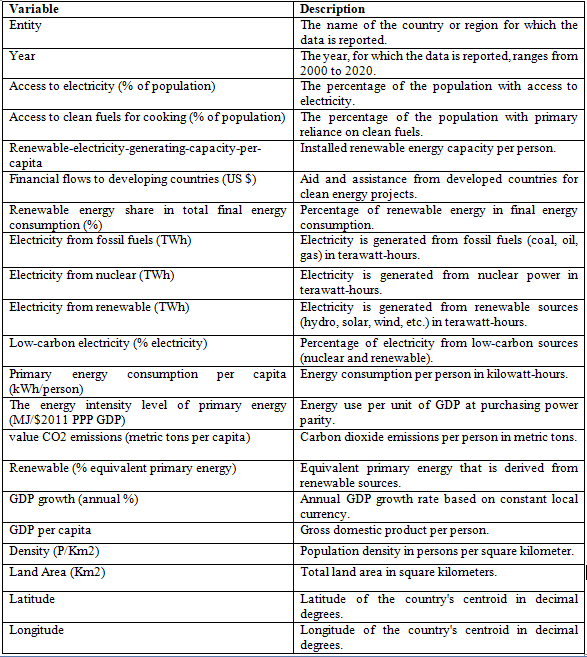 Variable Description
Entity The name of the country or region for which the
data is reported.
Year The year, for which the data is reported, ranges from
2000 to 2020.
Access to electricity (% of population) The percentage of the population with access to
electricity.
Access to clean fuels for cooking (% of population) The percentage of the population with primary
reliance on clean fuels.
Renewable-electricity-generating-capacity-per- Installed renewable energy capacity per person.
capita
Financial flows to developing countries (US $) Aid and assistance from developed countries for
clean energy projects.
Renewable energy share in total final energy Percentage of renewable energy in final energy
consumption (%) consumption.
Electricity from fossil fuels (TWh) Electricity is generated from fossil fuels (coal, oil,
gas) in terawatt-hours.
Electricity from nuclear (TWh) Electricity is generated from nuclear power in
terawatt-hours.
Electricity from renewable (TWh) Electricity is generated from renewable sources
(hydro, solar, wind, etc.) in terawatt-hours.
Low-carbon electricity (% electricity) Percentage of electricity from low-carbon sources
(nuclear and renewable).
Primary energy consumption per capita Energy consumption per person in kilowatt-hours.
(kWh/person)
The energy intensity level of primary energy Energy use per unit of GDP at purchasing power
(MJ/$2011 PPP GDP) parity.
value CO2 emissions (metric tons per capita) Carbon dioxide emissions per person in metric tons.
Renewable (% equivalent primary energy) Equivalent primary energy that is derived from
renewable sources.
GDP growth (annual %) Annual GDP growth rate based on constant local
currency.
GDP per capita Gross domestic product per person.
Density (P/Km2) Population density in persons per square kilometer.
Land Area (Km2) Total land area in square kilometers.
Latitude Latitude of the country's centroid in decimal
degrees.
Longitude Longitude of the country's centroid in decimal
degrees.